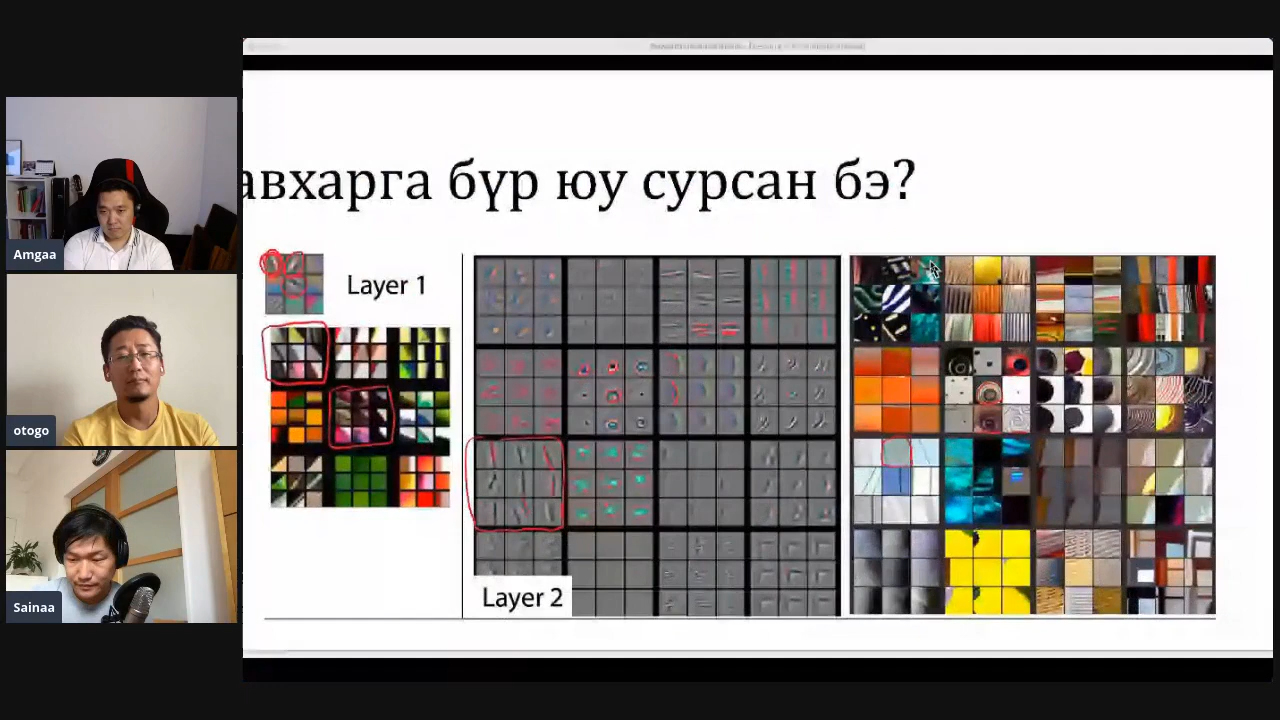 авхарга бүр юу сурсан бэ?
Layer 1
Layer 2
Amgaa
otogo
Sainaa